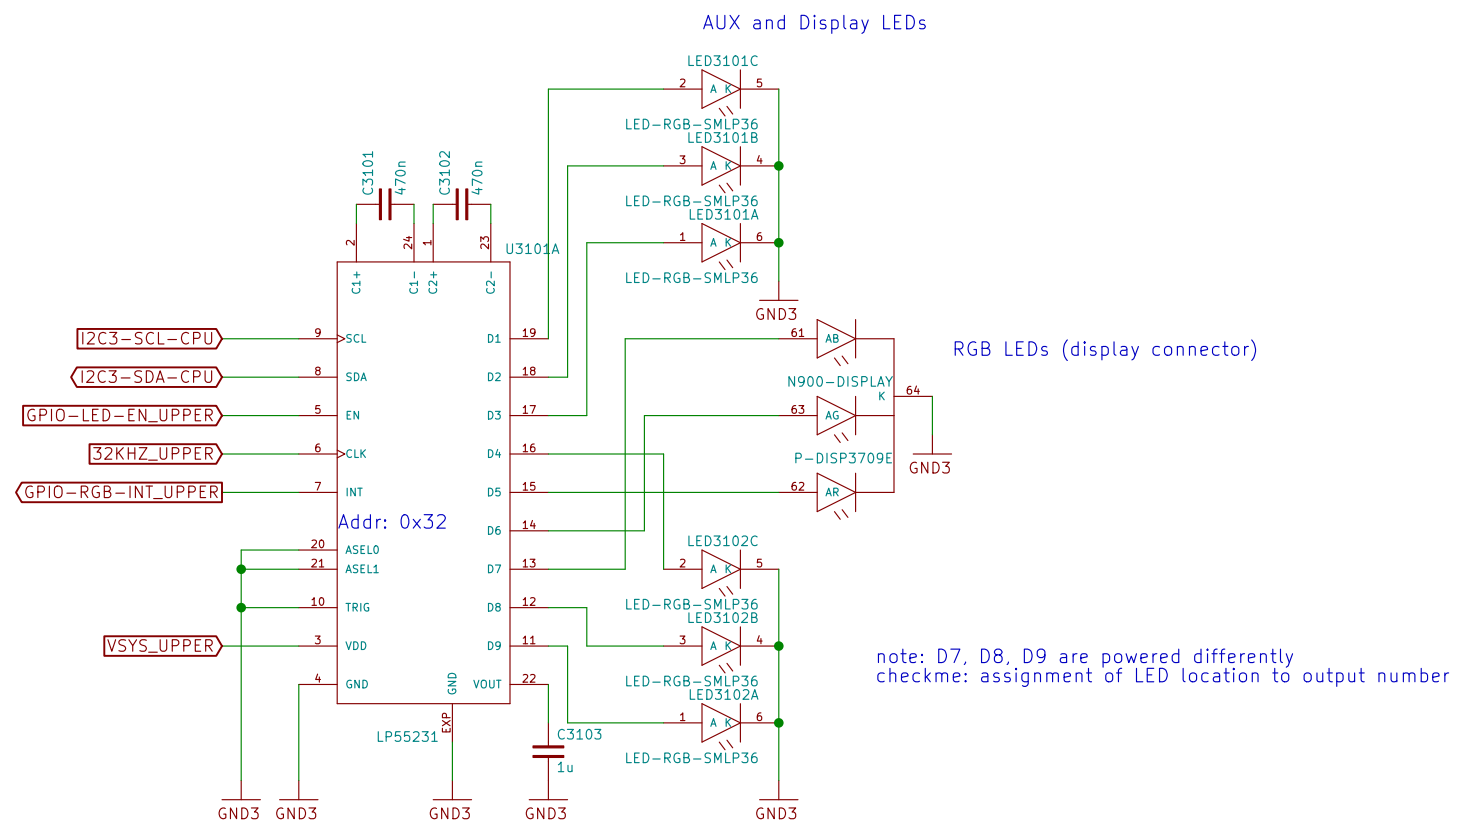 AUX and Display LEDs
LED3101C
2 A K 5
LED-RGB-SMLP36
LED3101B
3 A K 4
LED-RGB-SMLP36
LED3101A
1 A K 6
LED-RGB-SMLP36
GND3
C3101
470n
C3102
470n
2
24
1
23
U3101A
C1+
C1-
C2+
C2-
I2C3-SCL-CPU 9 SCL
D1 19
I2C3-SDA-CPU 8 SDA
D2 18
GPIO-LED-EN_UPPER 5 EN
D3 17
32KHZ_UPPER 6 CLK
D4 16
GPIO-RGB-INT_UPPER 7 INT
D5 15
Addr: 0x32
D6 14
20 ASEL0
21 ASEL1
D7 13
10 TRIG
D8 12
VSYS_UPPER 3 VDD
D9 11
4 GND
GND
VOUT 22
EXP
LP55231
C3103
1u
61 AB
RGB LEDs (display connector)
N900-DISPLAY
K 64
63 AG
P-DISP3709E
GND3
62 AR
LED3102C
2 A K 5
LED-RGB-SMLP36
LED3102B
3 A K 4
LED-RGB-SMLP36
LED3102A
1 A K 6
LED-RGB-SMLP36
note: D7, D8, D9 are powered differently
checkme: assignment of LED location to output number
GND3 GND3 GND3 GND3 GND3